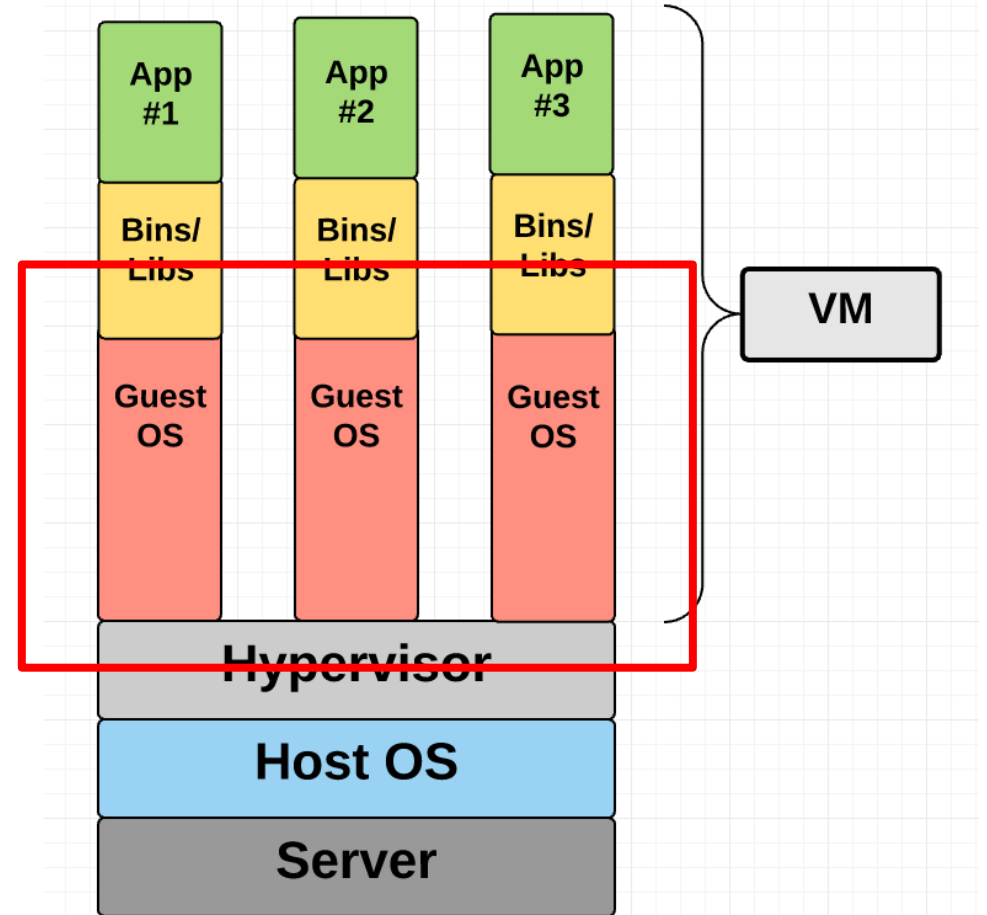 App
#1
App
#2
App
#3
Bins/
Libs
Bins/
Libs
Bins/
Libs
VM
Guest
OS
Guest
OS
Guest
OS
Hypervisor
Host OS
Server